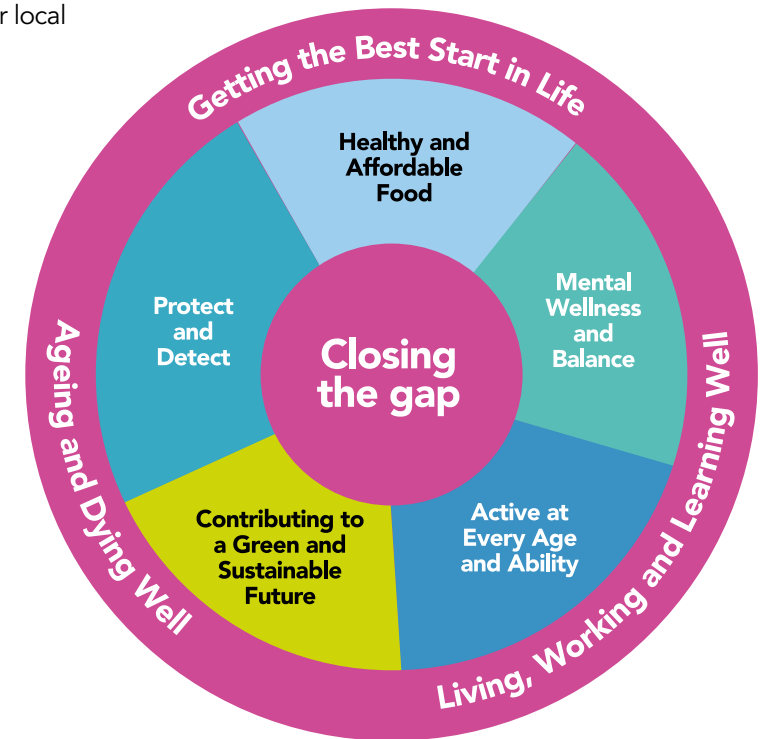 r local
Getting the Best Start in Life
Healthy and
Affordable
Food
Mental
Wellness
and
Balance
Protect
and
Detect
Closing
the gap
Active at
Every Age
and Ability
Contributing to
a Green and
Sustainable
Future
Living, Working and Learning Well
Ageing and Dying Well